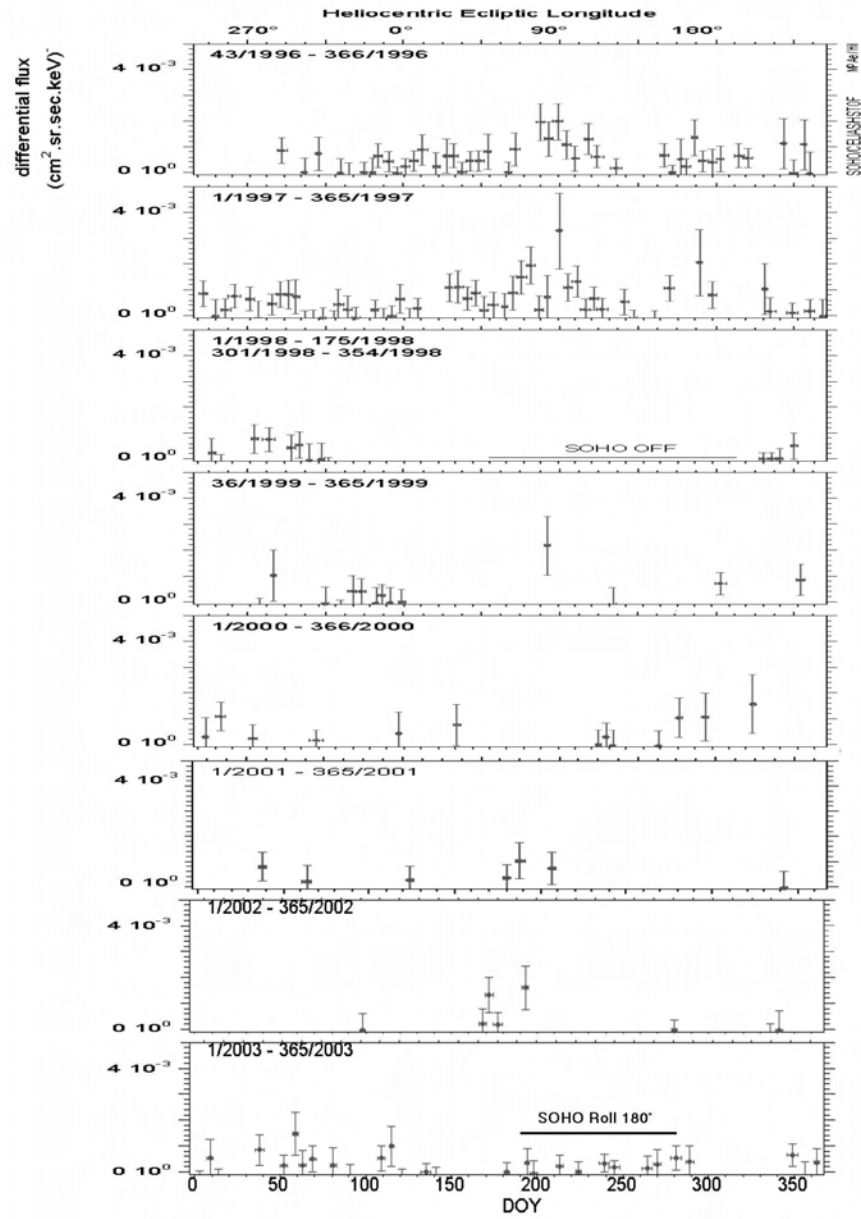 Heliocentric Ecliptic Longitude
270° 0° 90° 180°
differential flux
(cm².sr.sec.keV)⁻
43/1996 - 366/1996
4 10⁻³
0 10⁰
SOHO/CELIAS/HSTOF
1/1997 - 365/1997
4 10⁻³
0 10⁰
1/1998 - 175/1998
301/1998 - 354/1998
4 10⁻³
SOHO OFF
0 10⁰
36/1999 - 365/1999
4 10⁻³
0 10⁰
1/2000 - 366/2000
4 10⁻³
0 10⁰
1/2001 - 365/2001
4 10⁻³
0 10⁰
1/2002 - 365/2002
4 10⁻³
0 10⁰
1/2003 - 365/2003
4 10⁻³
SOHO Roll 180°
0 10⁰
0 50 100 150 200 250 300 350
DOY